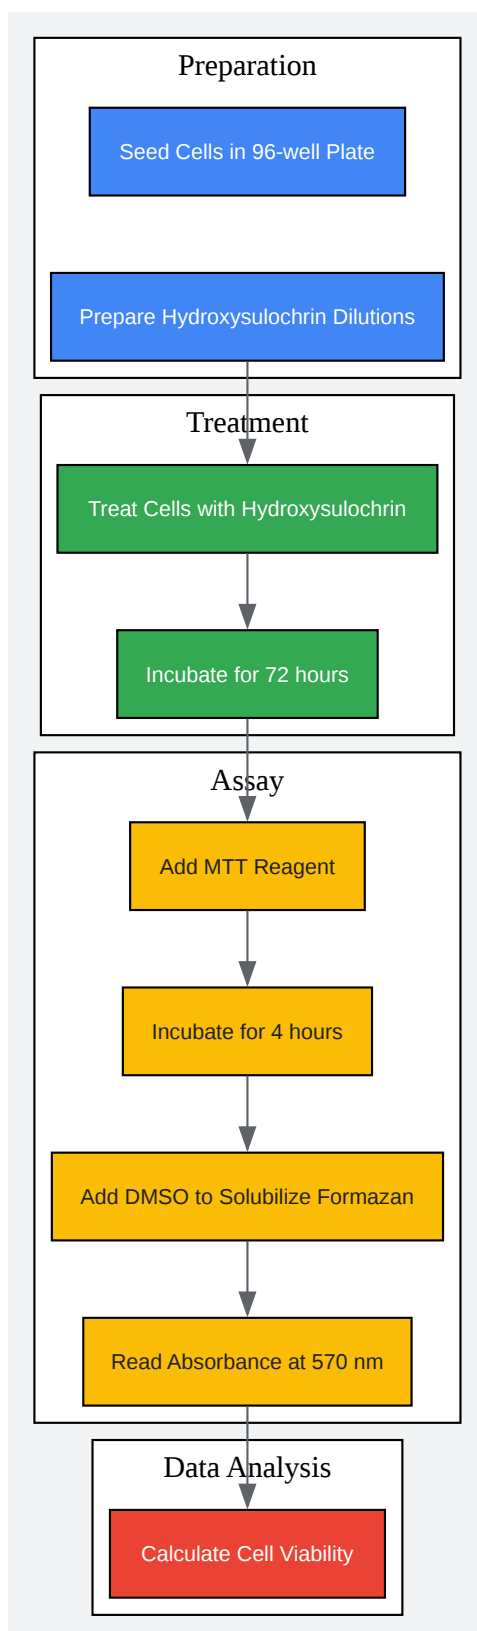 Preparation
Seed Cells in 96-well Plate
Prepare Hydroxysulochrin Dilutions
Treatment
Treat Cells with Hydroxysulochrin
Incubate for 72 hours
Assay
Add MTT Reagent
Incubate for 4 hours
Add DMSO to Solubilize Formazan
Read Absorbance at 570 nm
Data Analysis
Calculate Cell Viability